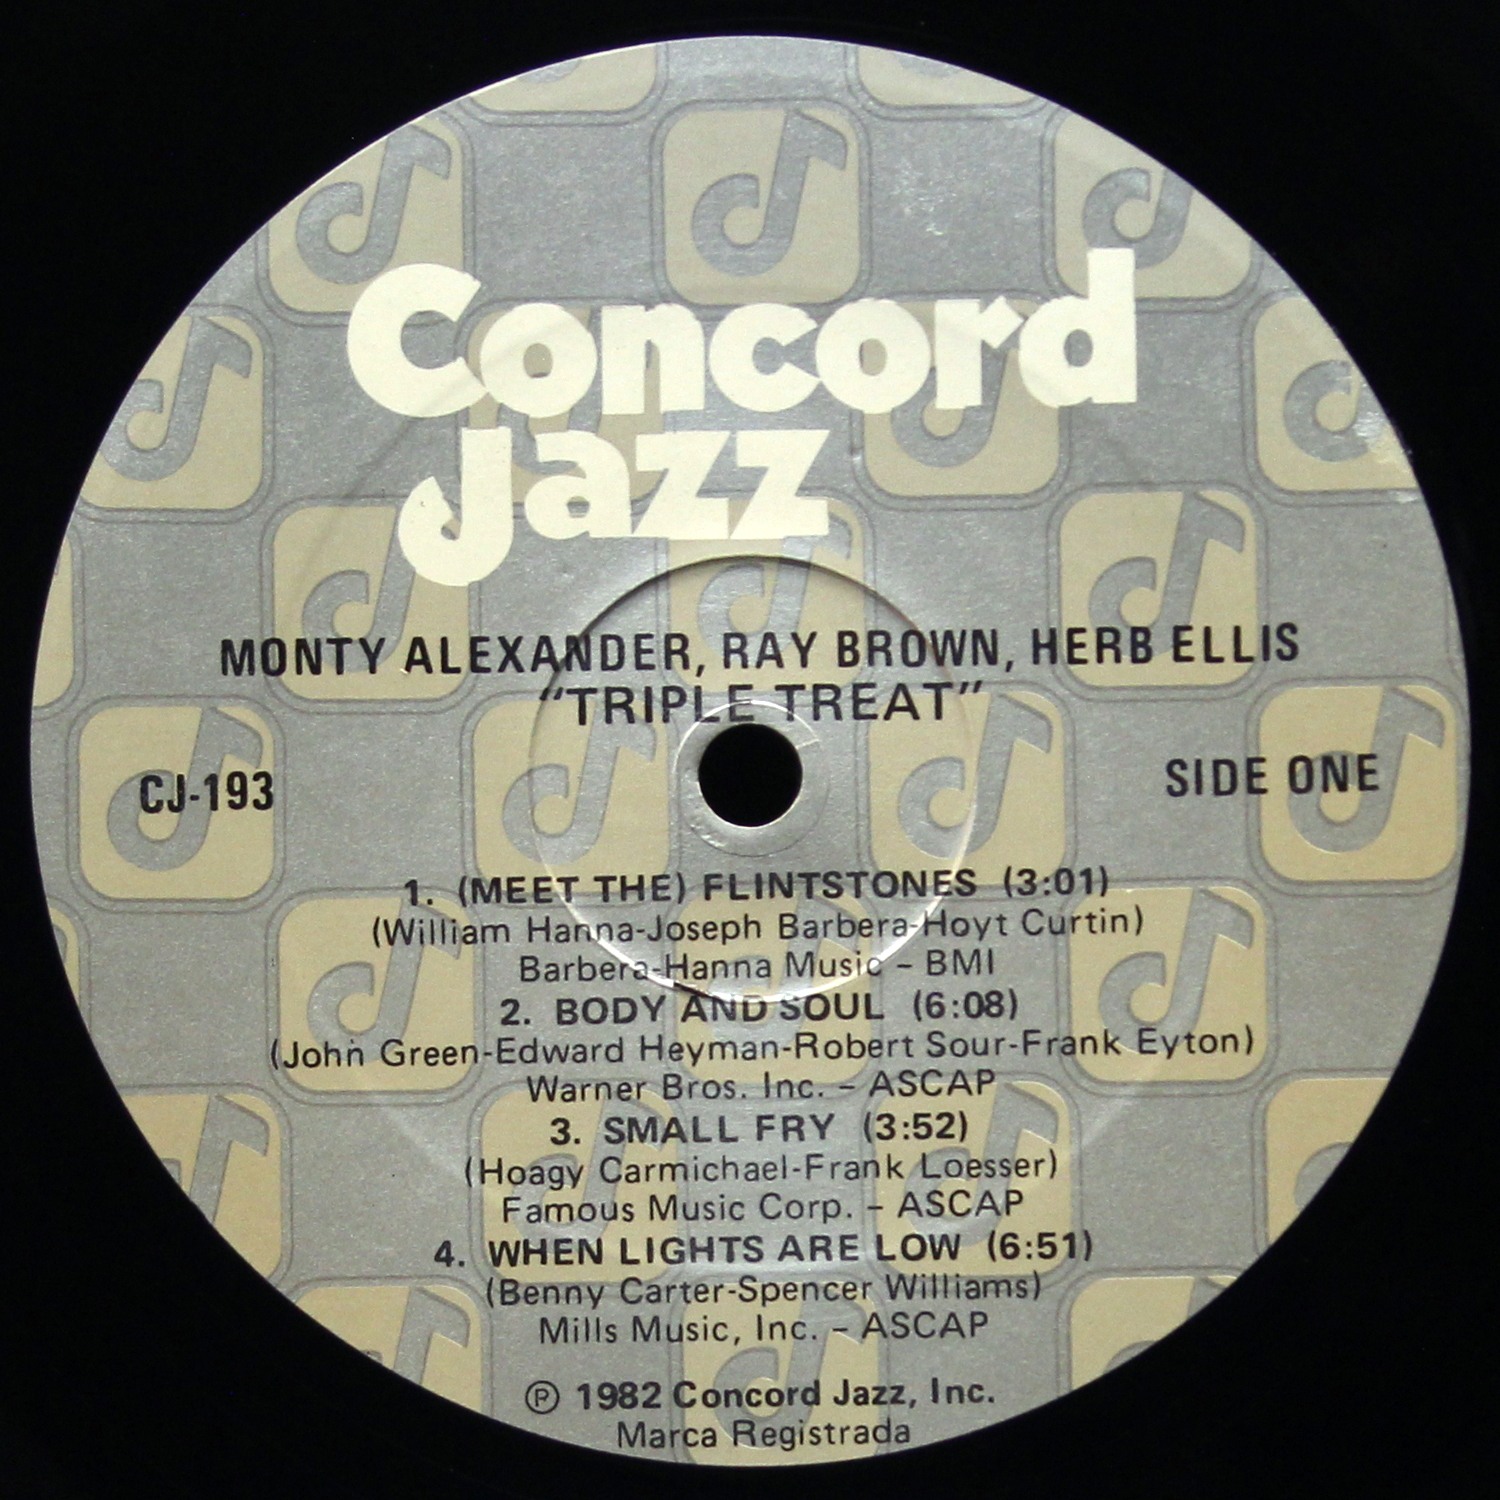 Concord
Jazz
MONTY ALEXANDER, RAY BROWN, HERB ELLIS
"TRIPLE TREAT"
CJ-193
SIDE ONE
1. (MEET THE) FLINTSTONES (3:01)
(William Hanna-Joseph Barbera-Hoyt Curtin)
Barbera-Hanna Music – BMI
2. BODY AND SOUL (6:08)
(John Green-Edward Heyman-Robert Sour-Frank Eyton)
Warner Bros. Inc. – ASCAP
3. SMALL FRY (3:52)
(Hoagy Carmichael-Frank Loesser)
Famous Music Corp. – ASCAP
4. WHEN LIGHTS ARE LOW (6:51)
(Benny Carter-Spencer Williams)
Mills Music, Inc. – ASCAP
℗ 1982 Concord Jazz, Inc.
Marca Registrada